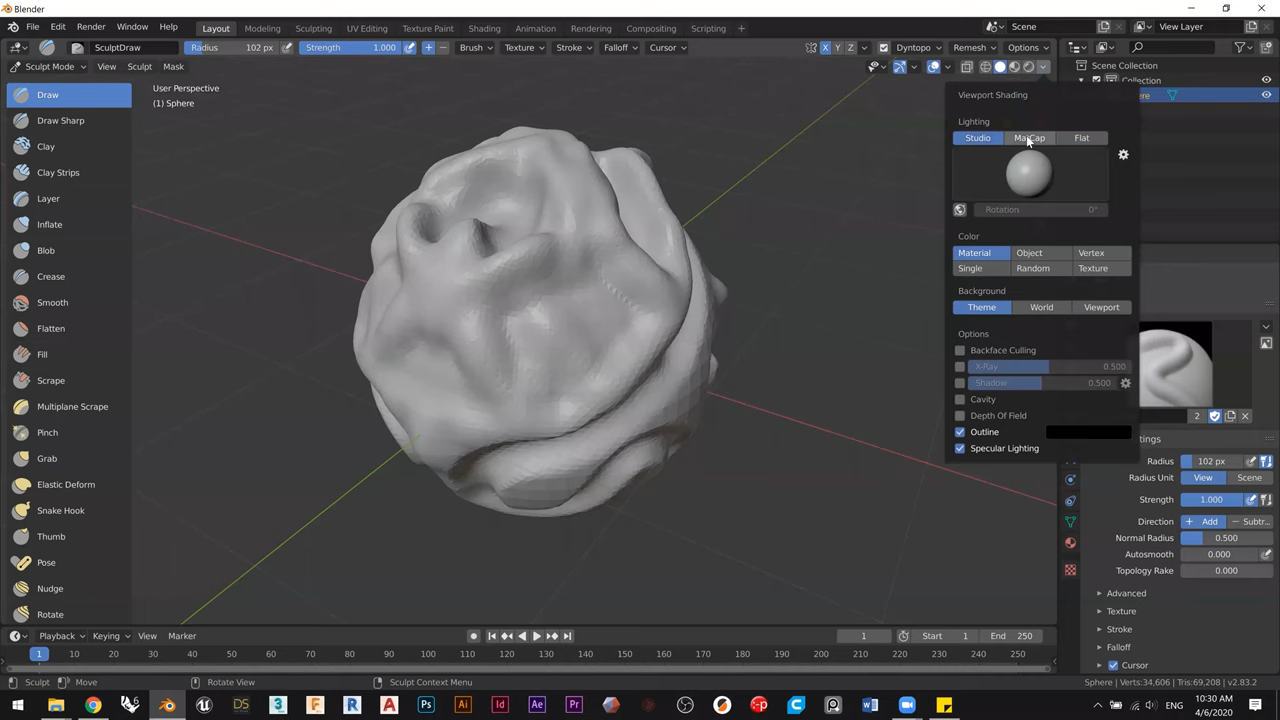 Blender
File Edit Render Window Help Layout Modeling Sculpting UV Editing Texture Paint Shading Animation Rendering Compositing Scripting Scene View Layer
SculptDraw Radius 102 px Strength 1.000 Brush Texture Stroke Falloff Cursor X Y Z Dyntopo Remesh Options
Sculpt Mode View Sculpt Mask
Scene Collection
Collection
User Perspective
(1) Sphere
Draw
Draw Sharp
Clay
Clay Strips
Layer
Inflate
Blob
Crease
Smooth
Flatten
Fill
Scrape
Multiplane Scrape
Pinch
Grab
Elastic Deform
Snake Hook
Thumb
Pose
Nudge
Rotate
Viewport Shading
Lighting
Studio MatCap Flat
Rotation 0°
Color
Material Object Vertex
Single Random Texture
Background
Theme World Viewport
Options
Backface Culling
X-Ray 0.500
Shadow 0.500
Cavity
Depth Of Field
Outline
Specular Lighting
2
ttings
Radius 102 px
Radius Unit View Scene
Strength 1.000
Direction + Add − Subtr...
Normal Radius 0.500
Autosmooth 0.000
Topology Rake 0.000
Advanced
Texture
Stroke
Falloff
Cursor
Playback Keying View Marker 1 Start 1 End 250
1 10 20 30 40 50 60 70 80 90 100 110 120 130 140 150 160 170 180 190 200 210 220 230 240 250
Sculpt Move Rotate View Sculpt Context Menu Sphere | Verts:34,606 | Tris:69,208 | v2.83.2
DS 3 F R A Ps Ai Id Ae Pr ENG
10:30 AM
4/6/2020